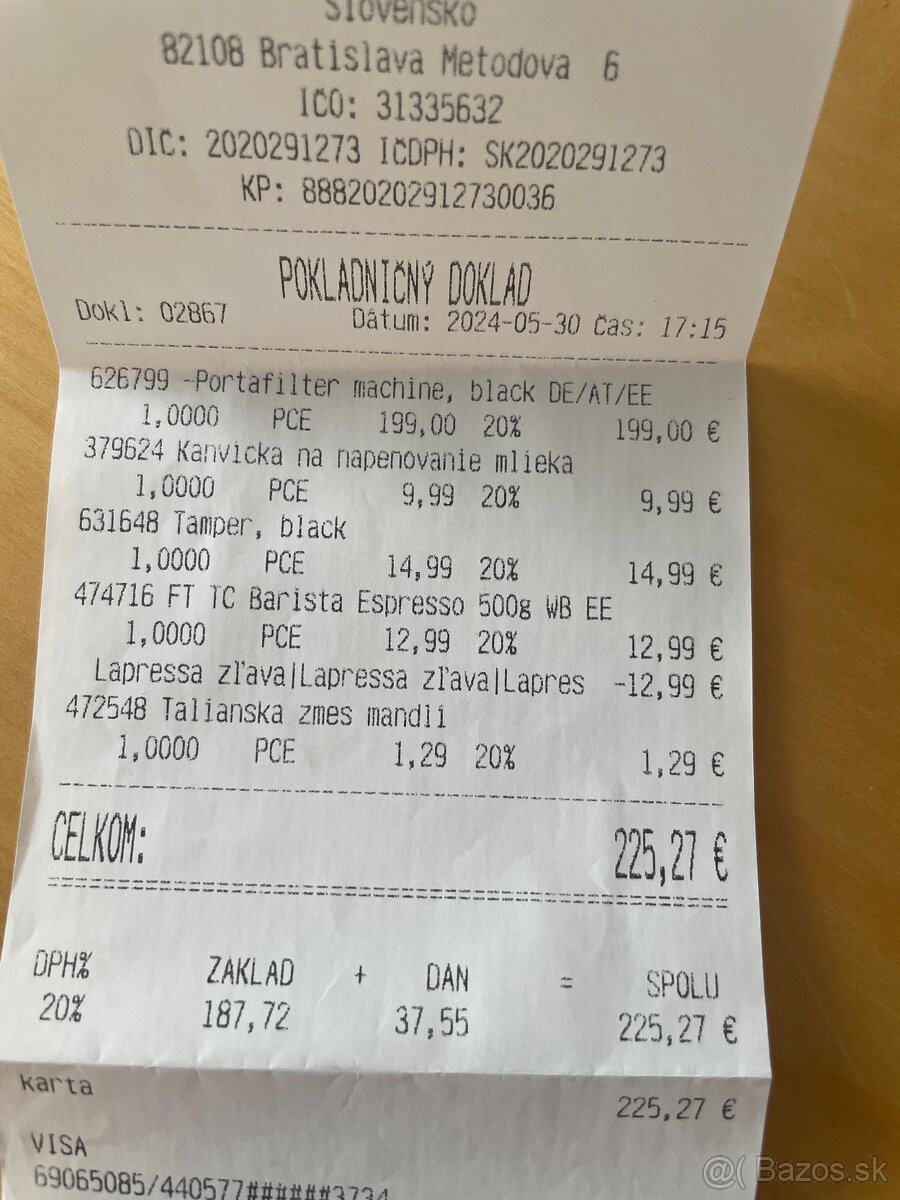 Slovensko
82108 Bratislava Metodova 6
IČO: 31335632
DIČ: 2020291273 IČDPH: SK2020291273
KP: 88820202912730036
POKLADNIČNÝ DOKLAD
Dokl: 02867 Dátum: 2024-05-30 Čas: 17:15
626799 -Portafilter machine, black DE/AT/EE
1,0000 PCE 199,00 20% 199,00 €
379624 Kanvicka na napenovanie mlieka
1,0000 PCE 9,99 20% 9,99 €
631648 Tamper, black
1,0000 PCE 14,99 20% 14,99 €
474716 FT TC Barista Espresso 500g WB EE
1,0000 PCE 12,99 20% 12,99 €
Lapressa zľava|Lapressa zľava|Lapres -12,99 €
472548 Talianska zmes mandli
1,0000 PCE 1,29 20% 1,29 €
CELKOM: 225,27 €
DPH% ZAKLAD + DAN = SPOLU
20% 187,72 37,55 225,27 €
karta 225,27 €
VISA
69065085/440577######3734
@( Bazos.sk